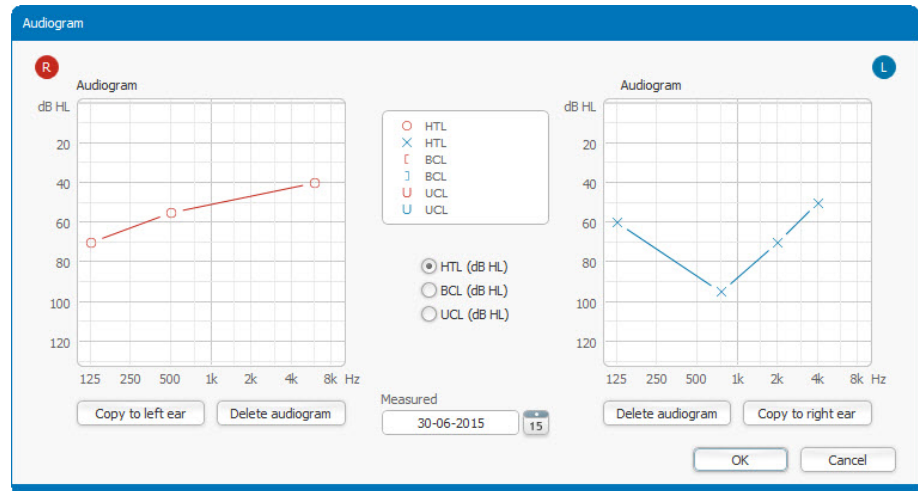 Audiogram
R
L
Audiogram
Audiogram
dB HL
20
40
60
80
100
120
125 250 500 1k 2k 4k 8k Hz
HTL
HTL
BCL
BCL
UCL
UCL
HTL (dB HL)
BCL (dB HL)
UCL (dB HL)
dB HL
20
40
60
80
100
120
125 250 500 1k 2k 4k 8k Hz
Copy to left ear Delete audiogram
Measured
30-06-2015 15
Delete audiogram Copy to right ear
OK Cancel